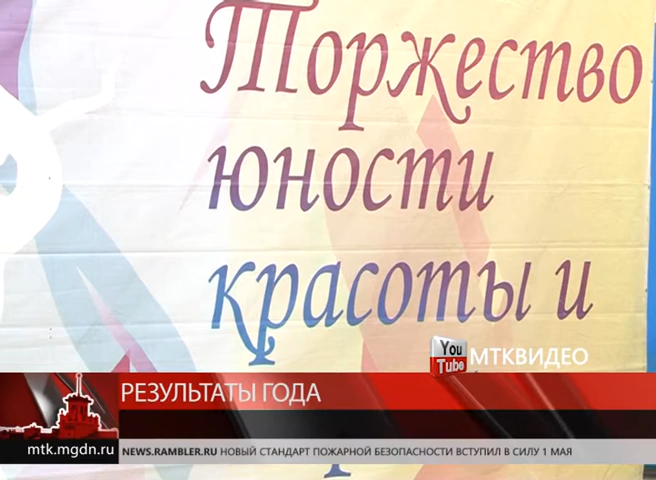 Торжество
юности
красоты и
You Tube МТКВИДЕО
РЕЗУЛЬТАТЫ ГОДА
mtk.mgdn.ru
NEWS.RAMBLER.RU НОВЫЙ СТАНДАРТ ПОЖАРНОЙ БЕЗОПАСНОСТИ ВСТУПИЛ В СИЛУ 1 МАЯ